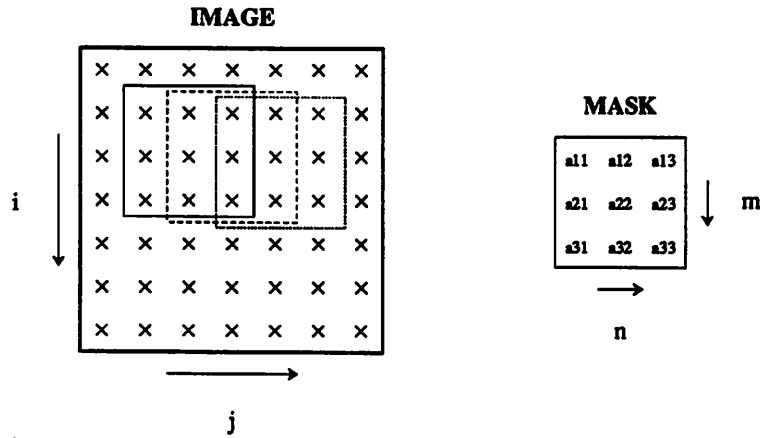 IMAGE
× × × × × × ×
× × × × × × ×
× × × × × × ×
× × × × × × ×
× × × × × × ×
× × × × × × ×
× × × × × × ×
i
j
MASK
a11 a12 a13
a21 a22 a23
a31 a32 a33
m
n